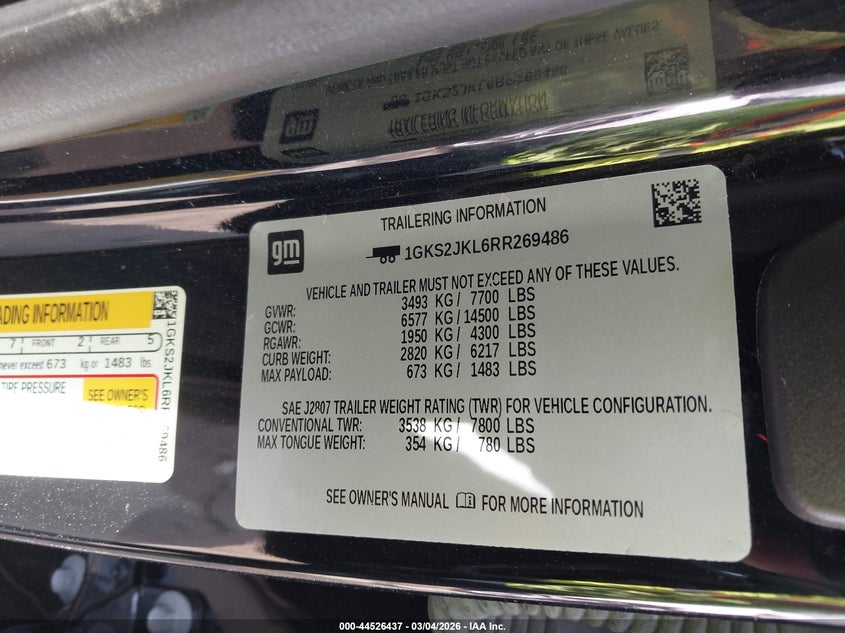 gm
TRAILERING INFORMATION
1GKS2JKL6RR269486
VEHICLE AND TRAILER MUST NOT EXCEED ANY OF THESE VALUES.
GVWR: 3493 KG / 7700 LBS
GCWR: 6577 KG / 14500 LBS
RGAWR: 1950 KG / 4300 LBS
CURB WEIGHT: 2820 KG / 6217 LBS
MAX PAYLOAD: 673 KG / 1483 LBS
SAE J2807 TRAILER WEIGHT RATING (TWR) FOR VEHICLE CONFIGURATION.
CONVENTIONAL TWR: 3538 KG / 7800 LBS
MAX TONGUE WEIGHT: 354 KG / 780 LBS
SEE OWNER'S MANUAL FOR MORE INFORMATION
ADING INFORMATION
7 FRONT 2 REAR 5
never exceed 673 kg or 1483 lbs.
TIRE PRESSURE
SEE OWNER'S
000-44526437 - 03/04/2026 - IAA Inc.